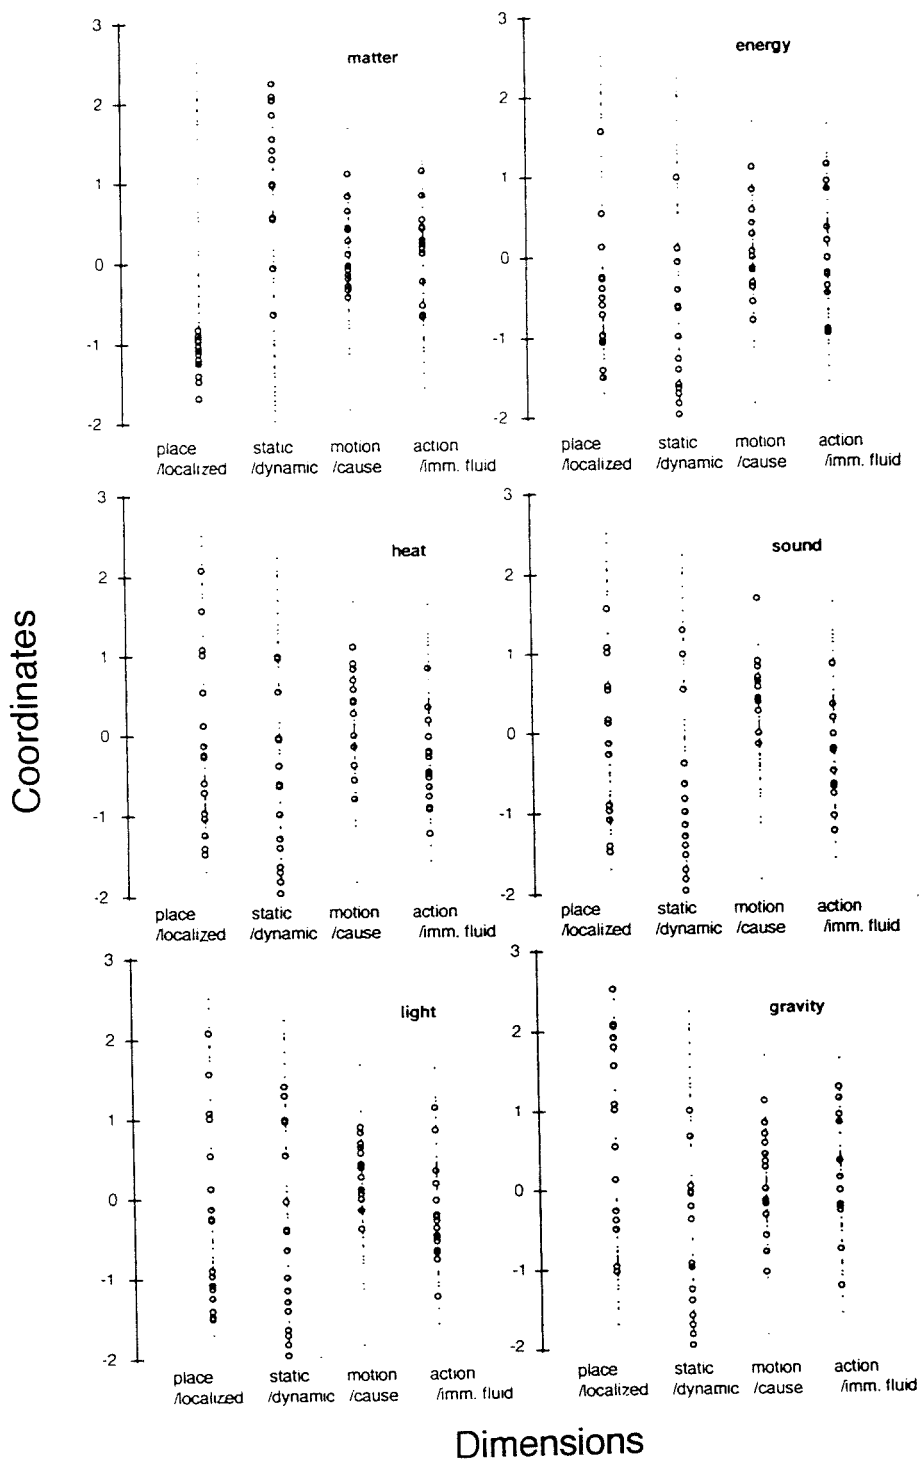 matter
3
2
1
0
-1
-2
place static motion action
/localized /dynamic /cause /imm. fluid
energy
3
2
1
0
-1
-2
place static motion action
/localized /dynamic /cause /imm. fluid
Coordinates
heat
3
2
1
0
-1
-2
place static motion action
/localized /dynamic /cause /imm. fluid
sound
3
2
1
0
-1
-2
place static motion action
/localized /dynamic /cause /imm. fluid
light
3
2
1
0
-1
-2
place static motion action
/localized /dynamic /cause /imm. fluid
gravity
3
2
1
0
-1
-2
place static motion action
/localized /dynamic /cause /imm. fluid
Dimensions